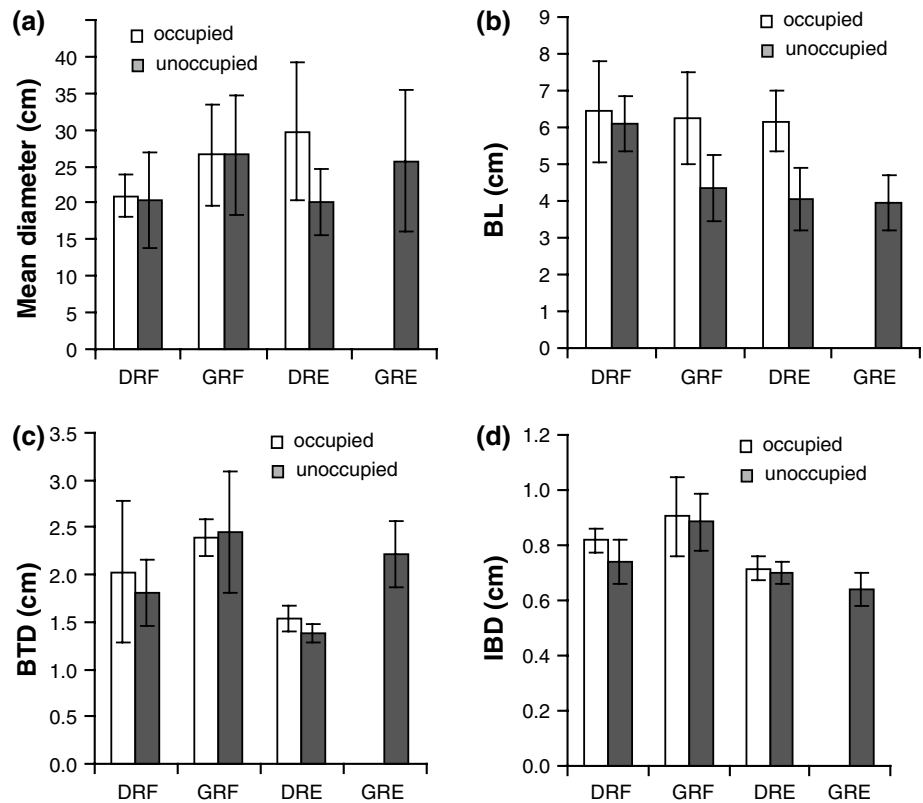 (a)
occupied
unoccupied
Mean diameter (cm)
45
40
35
30
25
20
15
10
5
0
DRF GRF DRE GRE
(b)
occupied
unoccupied
BL (cm)
9
8
7
6
5
4
3
2
1
0
DRF GRF DRE GRE
(c)
occupied
unoccupied
BTD (cm)
3.5
3.0
2.5
2.0
1.5
1.0
0.5
0.0
DRF GRF DRE GRE
(d)
occupied
unoccupied
IBD (cm)
1.2
1.0
0.8
0.6
0.4
0.2
0.0
DRF GRF DRE GRE